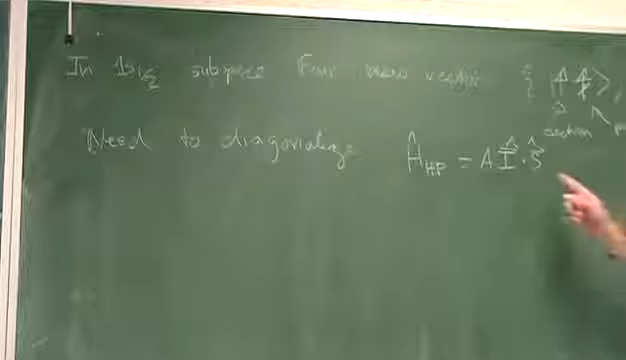 In 1S1/2 subspace four new vectors { |↑ ⇑>,
electron p
Need to diagonalize Ĥ_HF = A Î · Ŝ